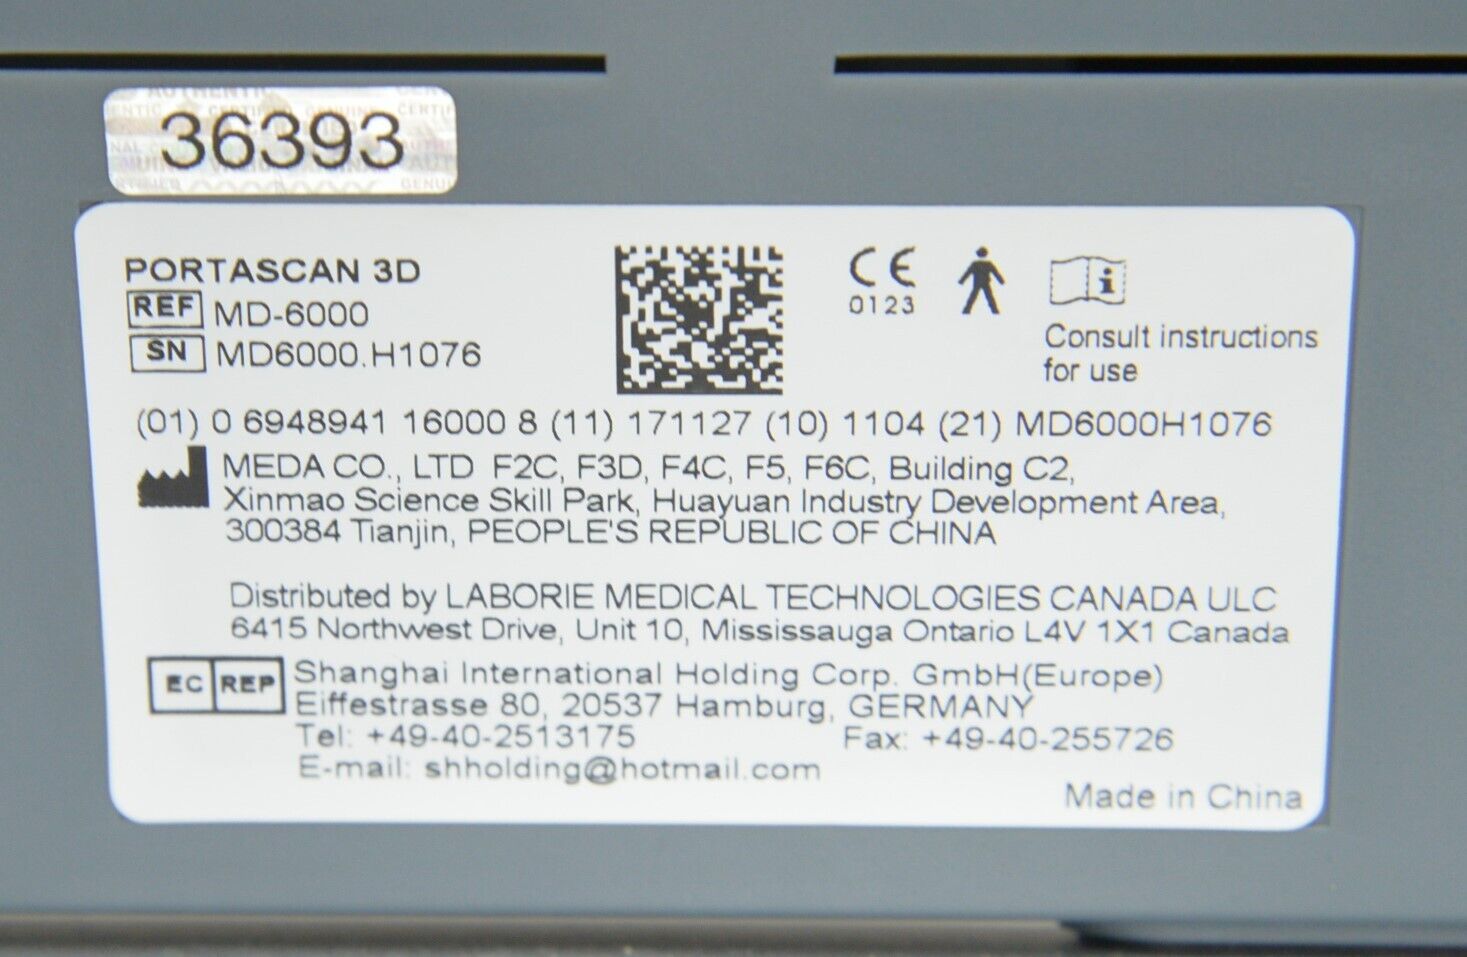 36393
PORTASCAN 3D
REF MD-6000
SN MD6000.H1076
CE
0123
Consult instructions
for use
(01) 0 6948941 16000 8 (11) 171127 (10) 1104 (21) MD6000H1076
MEDA CO., LTD F2C, F3D, F4C, F5, F6C, Building C2,
Xinmao Science Skill Park, Huayuan Industry Development Area,
300384 Tianjin, PEOPLE'S REPUBLIC OF CHINA
Distributed by LABORIE MEDICAL TECHNOLOGIES CANADA ULC
6415 Northwest Drive, Unit 10, Mississauga Ontario L4V 1X1 Canada
EC REP Shanghai International Holding Corp. GmbH(Europe)
Eiffestrasse 80, 20537 Hamburg, GERMANY
Tel: +49-40-2513175 Fax: +49-40-255726
E-mail: shholding@hotmail.com
Made in China